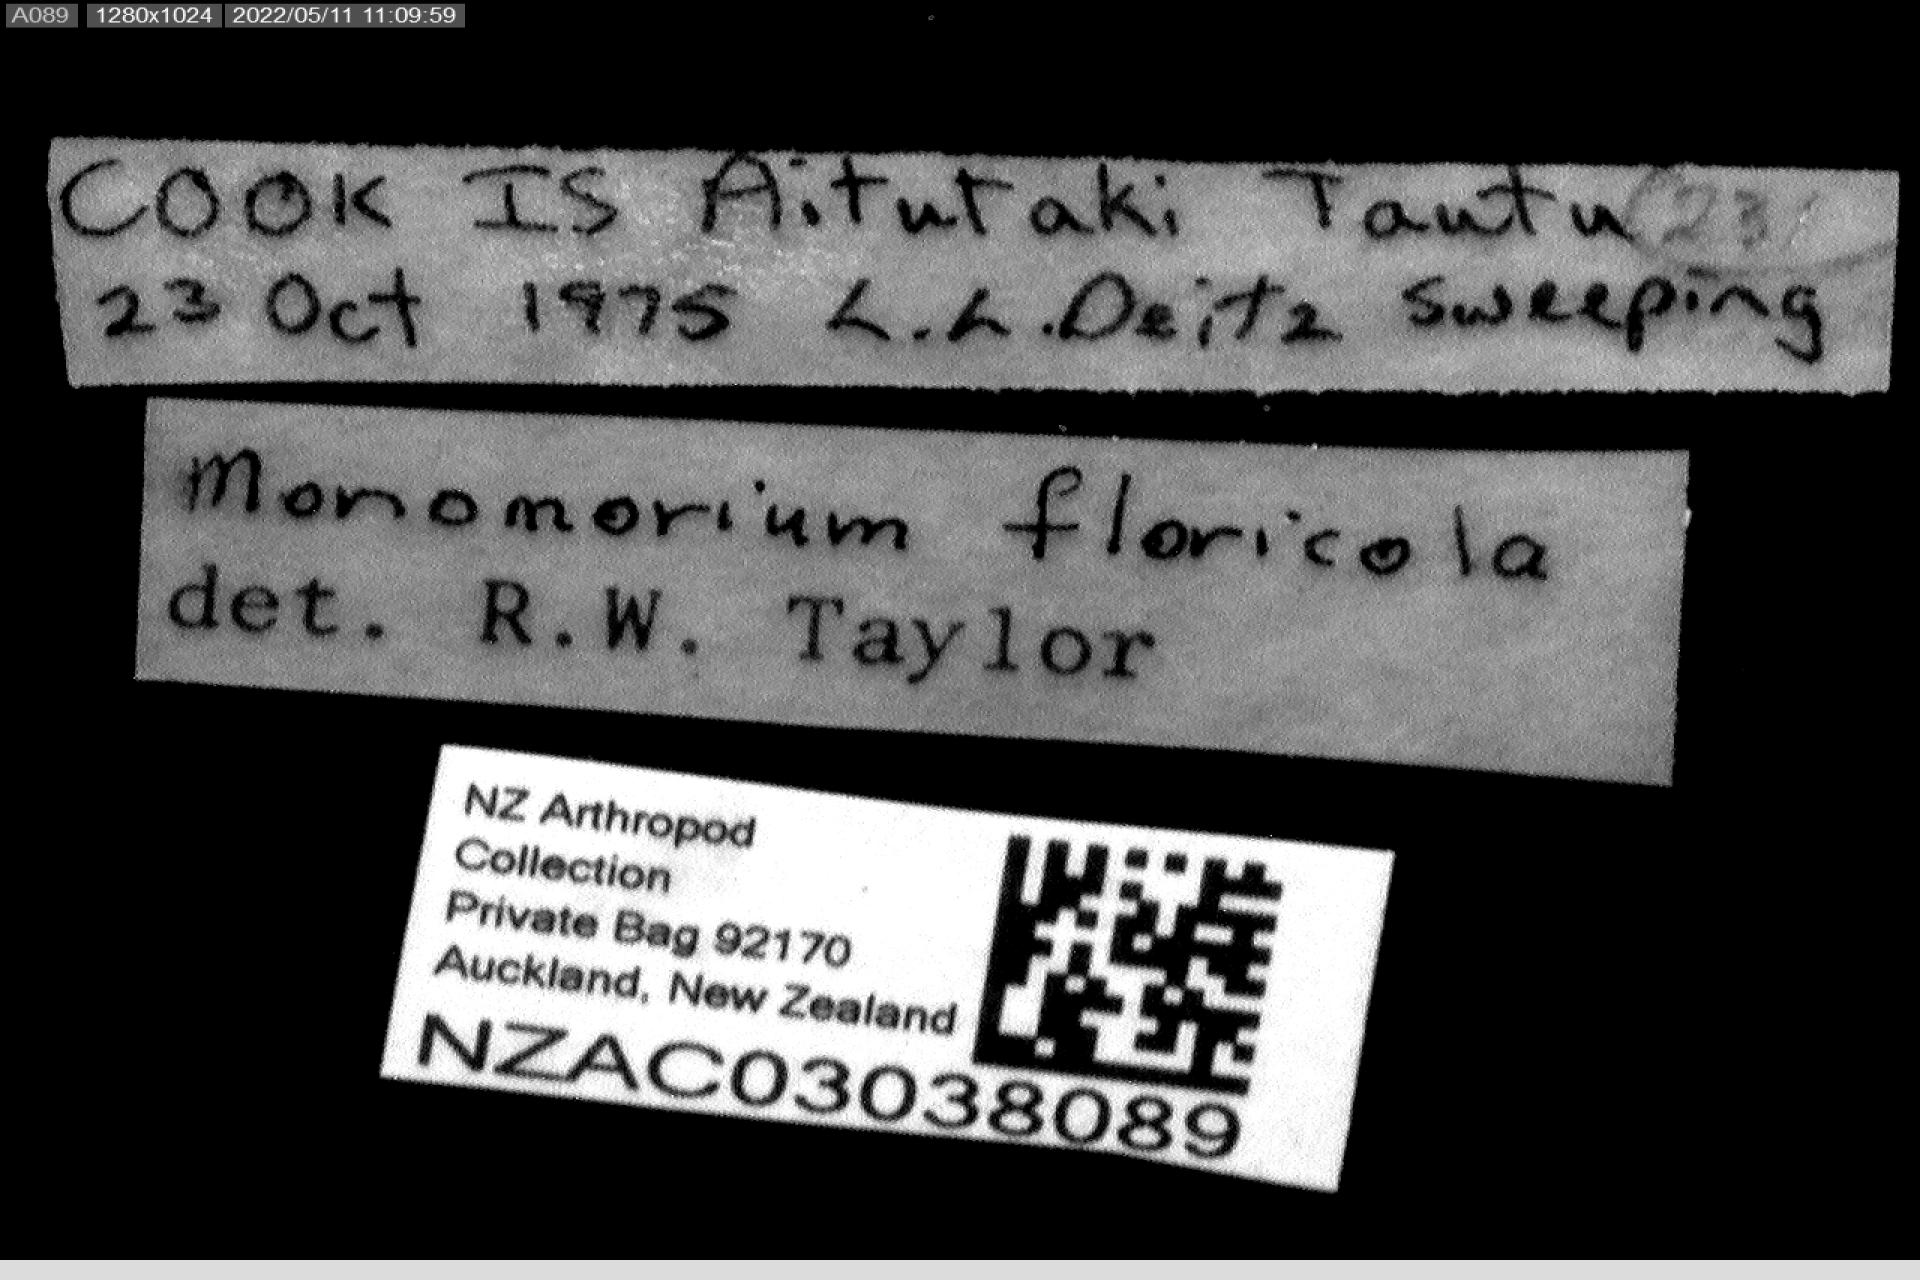 A089 1280x1024 2022/05/11 11:09:59
COOK IS Aitutaki Tautu
23 Oct 1975 L.L.Deitz sweeping
Monomorium floricola
det. R.W. Taylor
NZ Arthropod
Collection
Private Bag 92170
Auckland, New Zealand
NZAC03038089